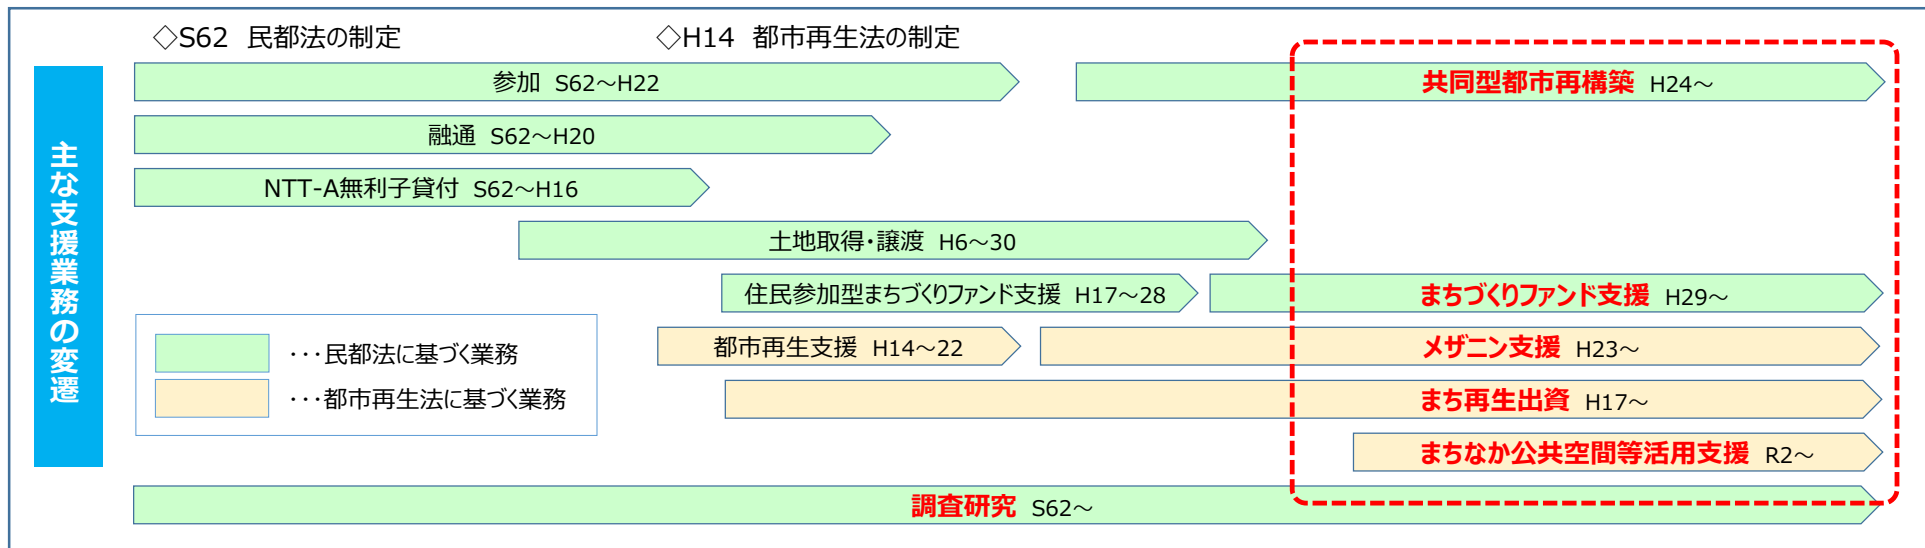 ◇S62 民都法の制定
◇H14 都市再生法の制定
主な支援業務の変遷
参加 S62～H22
共同型都市再構築 H24～
融通 S62～H20
NTT-A無利子貸付 S62～H16
土地取得・譲渡 H6～30
住民参加型まちづくりファンド支援 H17～28
まちづくりファンド支援 H29～
都市再生支援 H14～22
メザニン支援 H23～
まち再生出資 H17～
まちなか公共空間等活用支援 R2～
調査研究 S62～
・・・民都法に基づく業務
・・・都市再生法に基づく業務